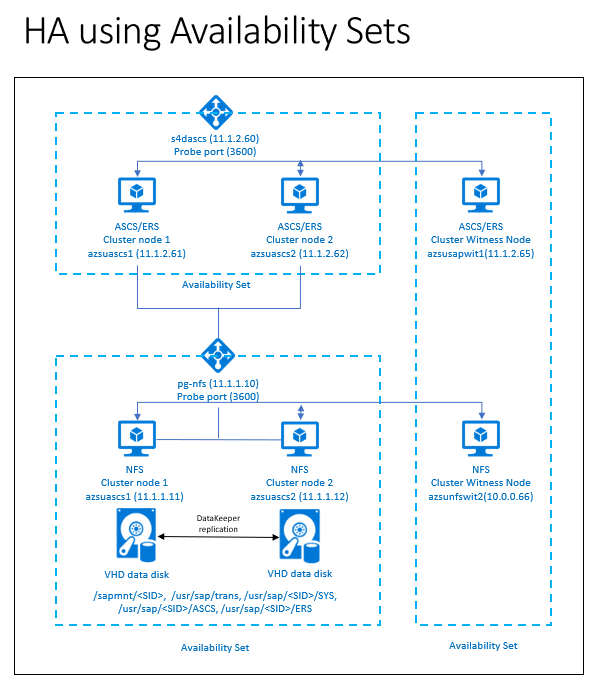 HA using Availability Sets
s4dascs (11.1.2.60)
Probe port (3600)
ASCS/ERS
Cluster node 1
azsuascs1 (11.1.2.61)
ASCS/ERS
Cluster node 2
azsuascs2 (11.1.2.62)
ASCS/ERS
Cluster Witness Node
azsusapwit1(11.1.2.65)
Availability Set
pg-nfs (11.1.1.10)
Probe port (3600)
NFS
Cluster node 1
azsuascs1 (11.1.1.11)
NFS
Cluster node 2
azsuascs2 (11.1.1.12)
NFS
Cluster Witness Node
azsunfswit2(10.0.0.66)
DataKeeper
replication
VHD data disk
VHD data disk
/sapmnt/<SID>, /usr/sap/trans, /usr/sap/<SID>/SYS,
/usr/sap/<SID>/ASCS, /usr/sap/<SID>/ERS
Availability Set
Availability Set